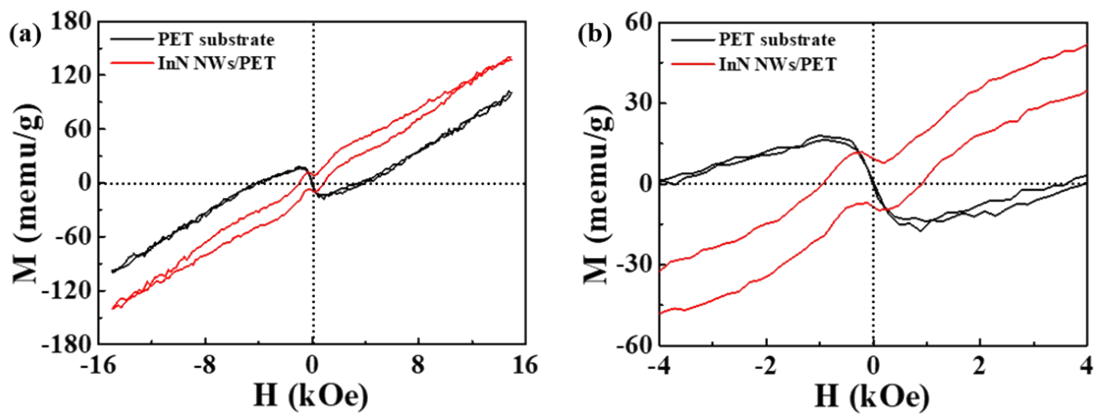 (a)
PET substrate
InN NWs/PET
M (memu/g)
180
120
60
0
-60
-120
-180
-16
-8
0
8
16
H (kOe)
(b)
PET substrate
InN NWs/PET
M (memu/g)
60
30
0
-30
-60
-4
-2
0
2
4
H (kOe)